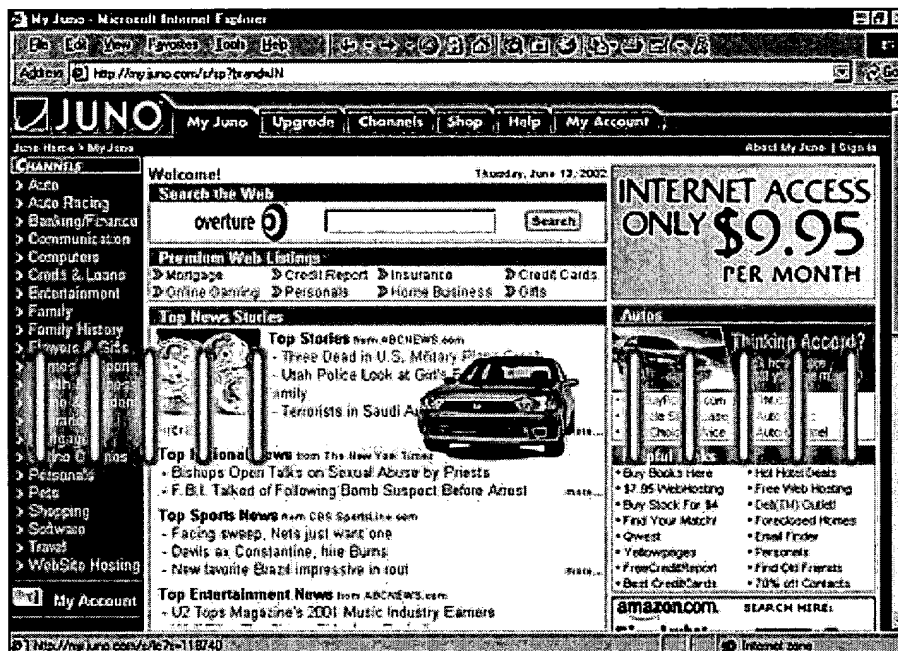 My Juno - Microsoft Internet Explorer
File Edit View Favorites Tools Help
Address http://my.juno.com/s/sp?brand=JN Go
JUNO My Juno Upgrade Channels Shop Help My Account
Juno Home > My Juno About My Juno | Sign In
CHANNELS
Auto
Auto Racing
Banking/Finance
Communication
Computers
Credit & Loans
Entertainment
Family
Family History
Flowers & Gifts
Personals
Pets
Shopping
Software
Travel
WebSite Hosting
My Account
Welcome! Thursday, June 13, 2002
Search the Web
overture Search
Premium Web Listings
Mortgage Credit Report Insurance Credit Cards
Online Gaming Personals Home Business Gifts
Top News Stories
Top Stories from ABCNEWS.com
- Three Dead in U.S. Military
- Utah Police Look at Girl's
- Terrorists in Saudi
more...
Top National News from The New York Times
- Bishops Open Talks on Sexual Abuse by Priests
- F.B.I. Talked of Following Bomb Suspect Before Arrest more...
Top Sports News from CBS SportsLine.com
- Facing sweep, Nets just want one
- Devils ax Constantine, hire Burns
- New favorite Brazil impressive in rout more...
Top Entertainment News from ABCNEWS.com
- U2 Tops Magazine's 2001 Music Industry Earners
INTERNET ACCESS
ONLY $9.95
PER MONTH
Autos
Thinking Accord?
Buy Books Here
$7.95 WebHosting
Buy Stock For $4
Find Your Match!
Qwest
Yellowpages
FreeCreditReport
Best CreditCards
Hot Hotel Deals
Free Web Hosting
Dell(TM) Outlet!
Foreclosed Homes
Email Finder
Personals
Find Old Friends
70% off Contacts
amazon.com. SEARCH HERE:
http://my.juno.com/s/lc?s=118740 Internet zone